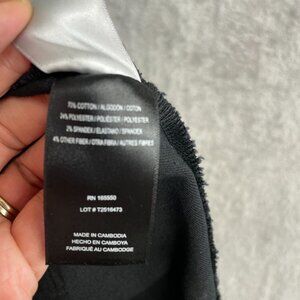 70% COTTON / ALGODÓN / COTON
24% POLYESTER / POLIÉSTER / POLYESTER
2% SPANDEX / ELASTANO / SPANDEX
4% OTHER FIBER / OTRA FIBRA / AUTRES FIBRES
RN 165550
LOT # T2516473
MADE IN CAMBODIA
HECHO EN CAMBOYA
FABRIQUÉ AU CAMBODGE